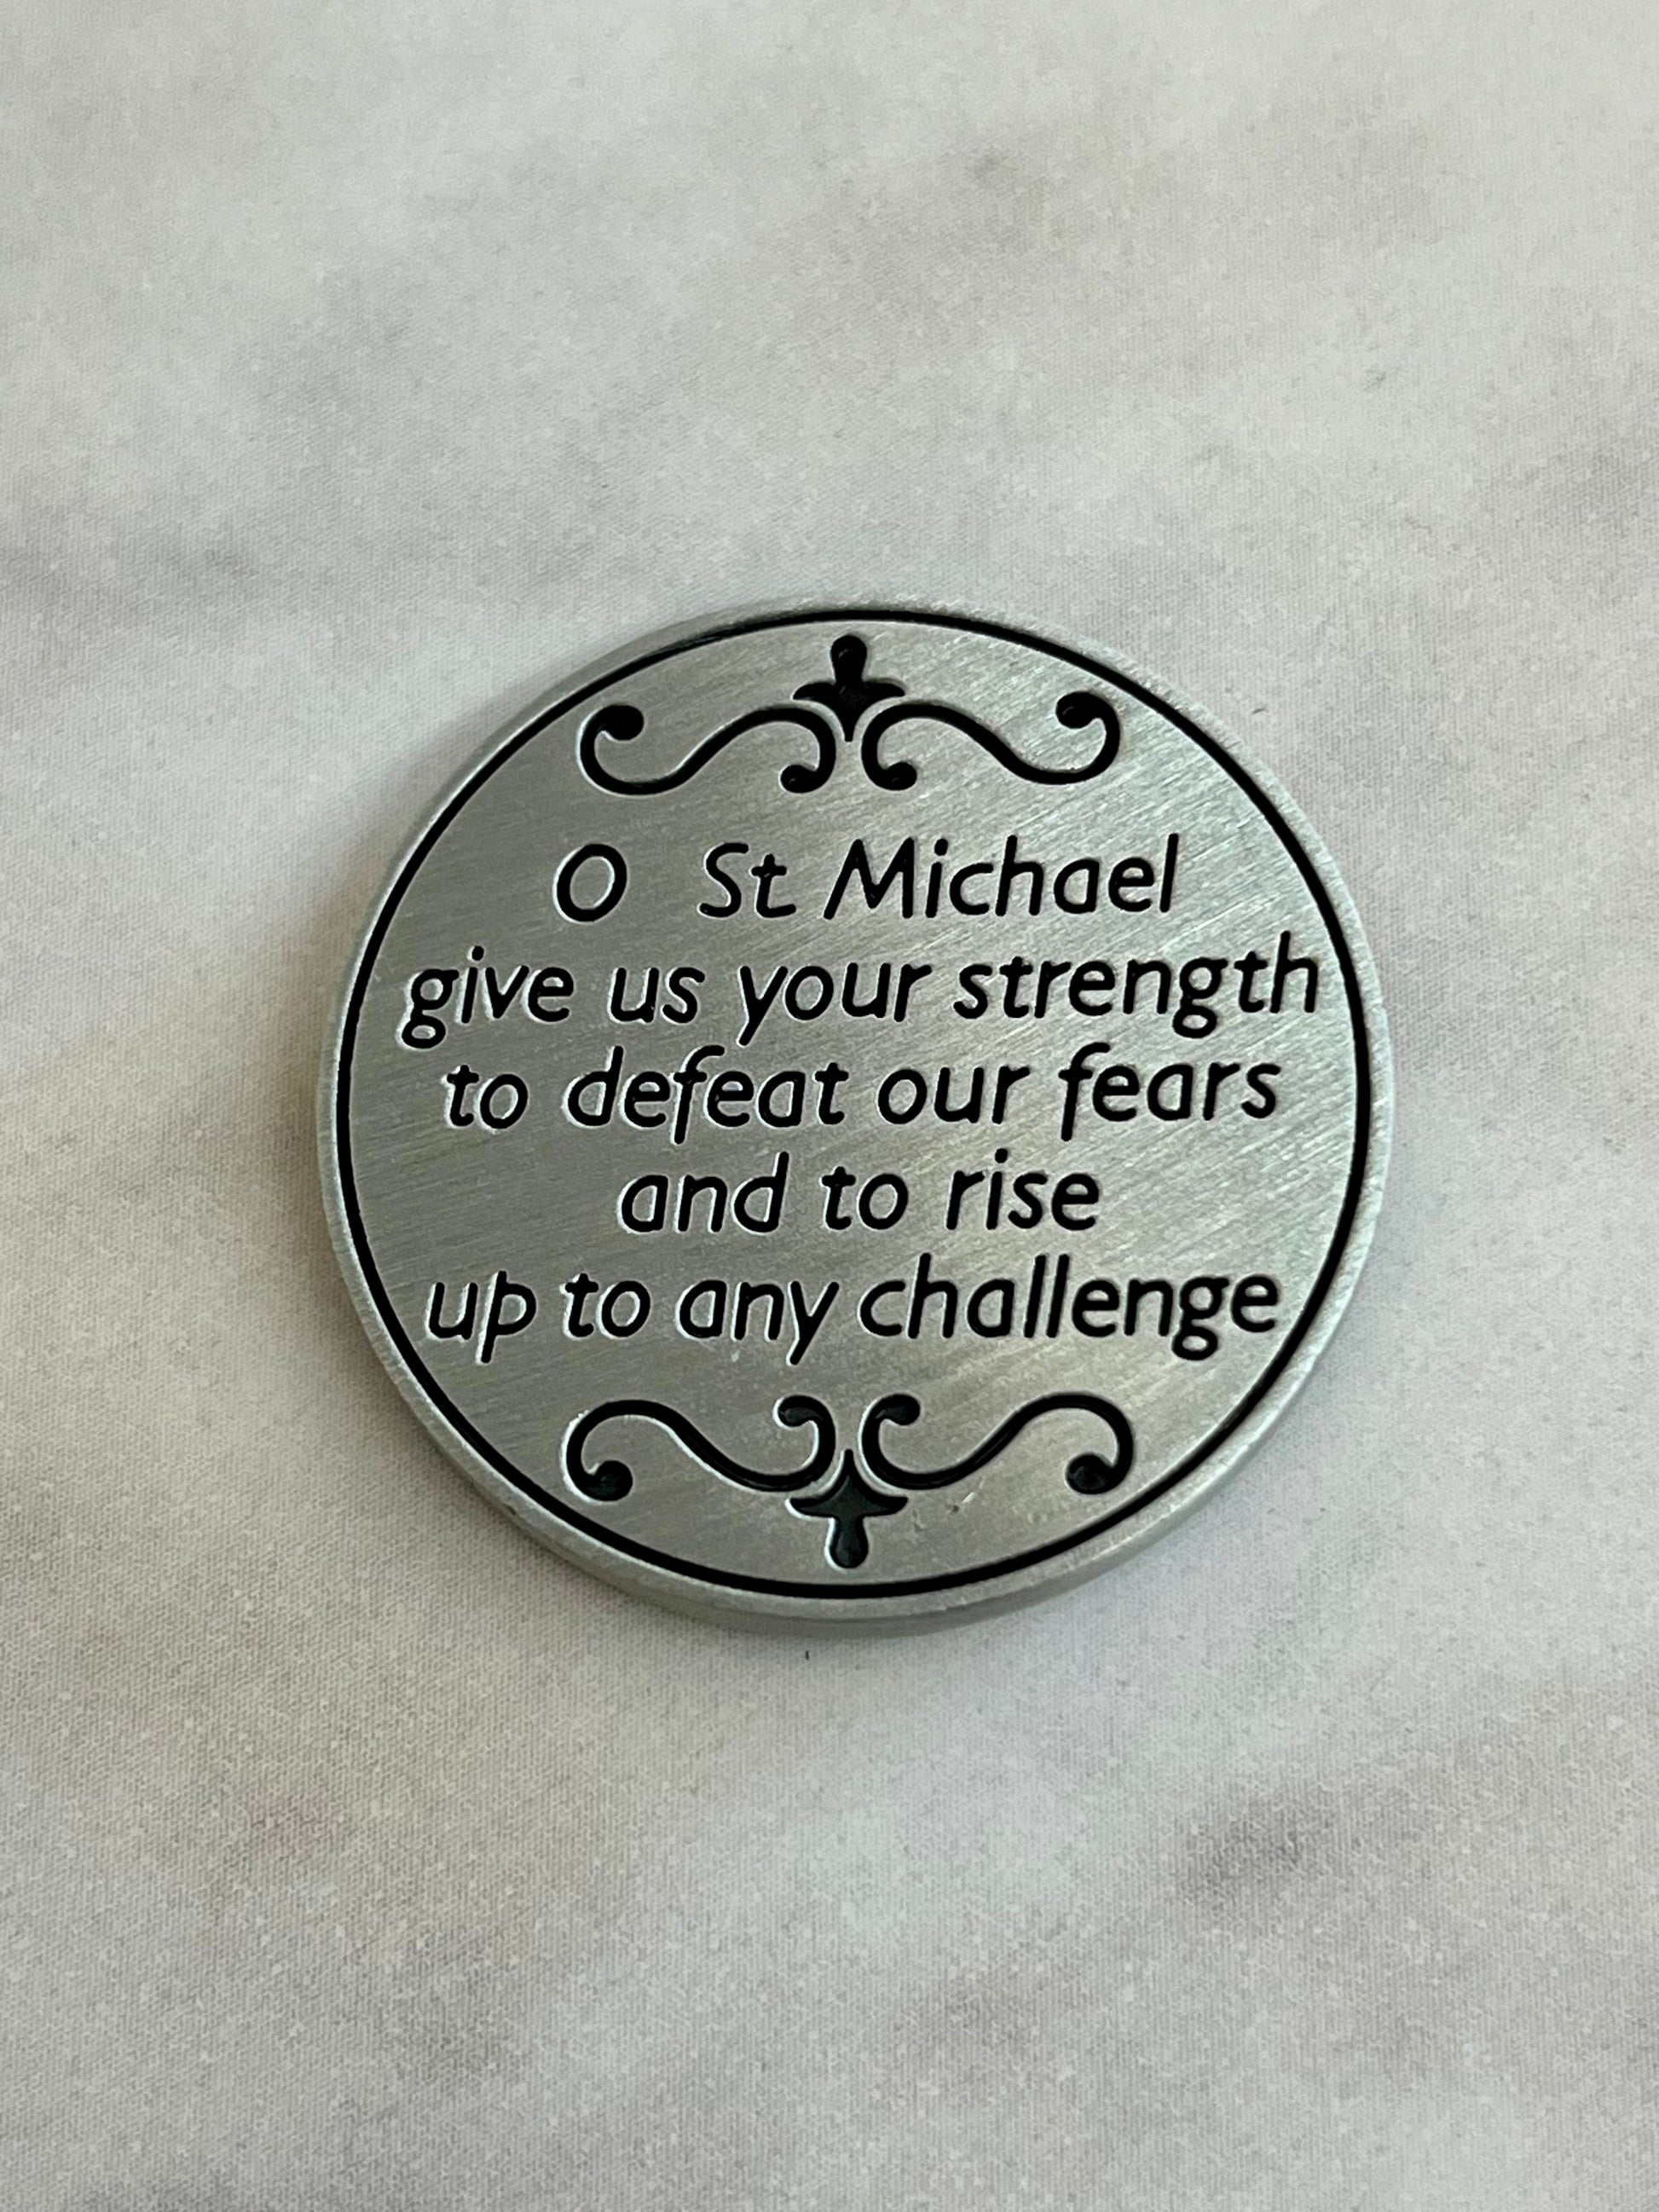 O St Michael
give us your strength
to defeat our fears
and to rise
up to any challenge